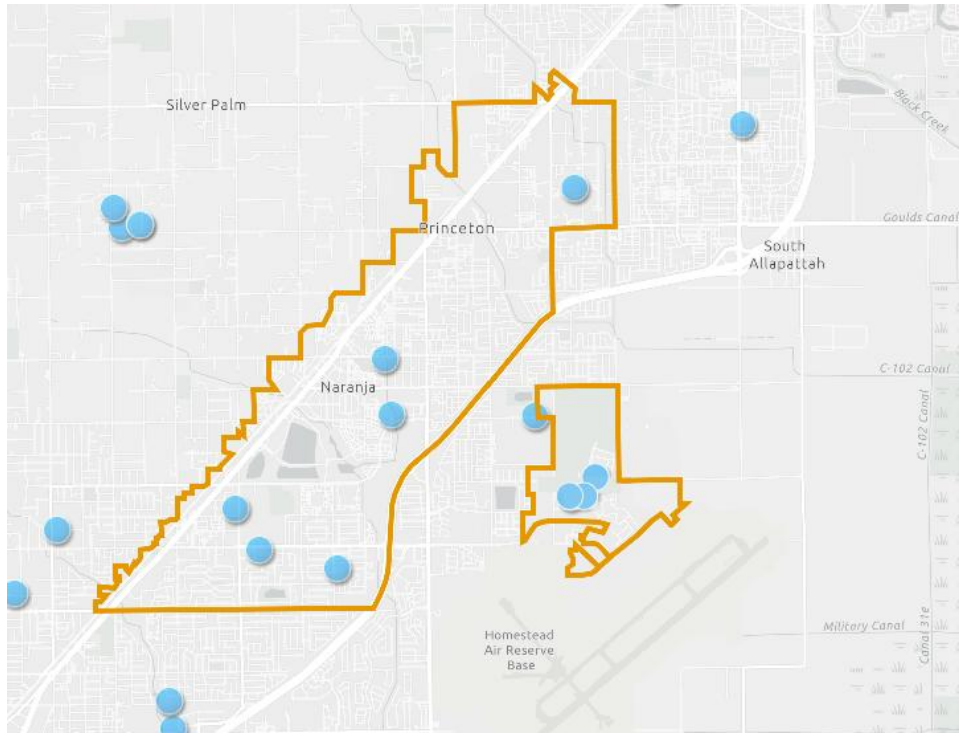 Silver Palm
Black Creek
Princeton
Goulds Canal
South
Allapattah
C-102 Canal
Naranja
C-102 Canal
Military Canal
Canal 31e
Homestead
Air Reserve
Base